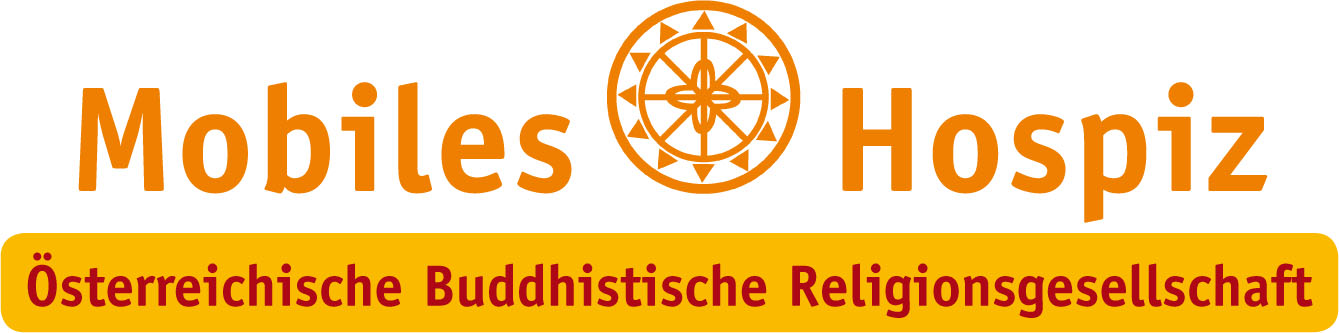 Mobiles Hospiz
Österreichische Buddhistische Religionsgesellschaft